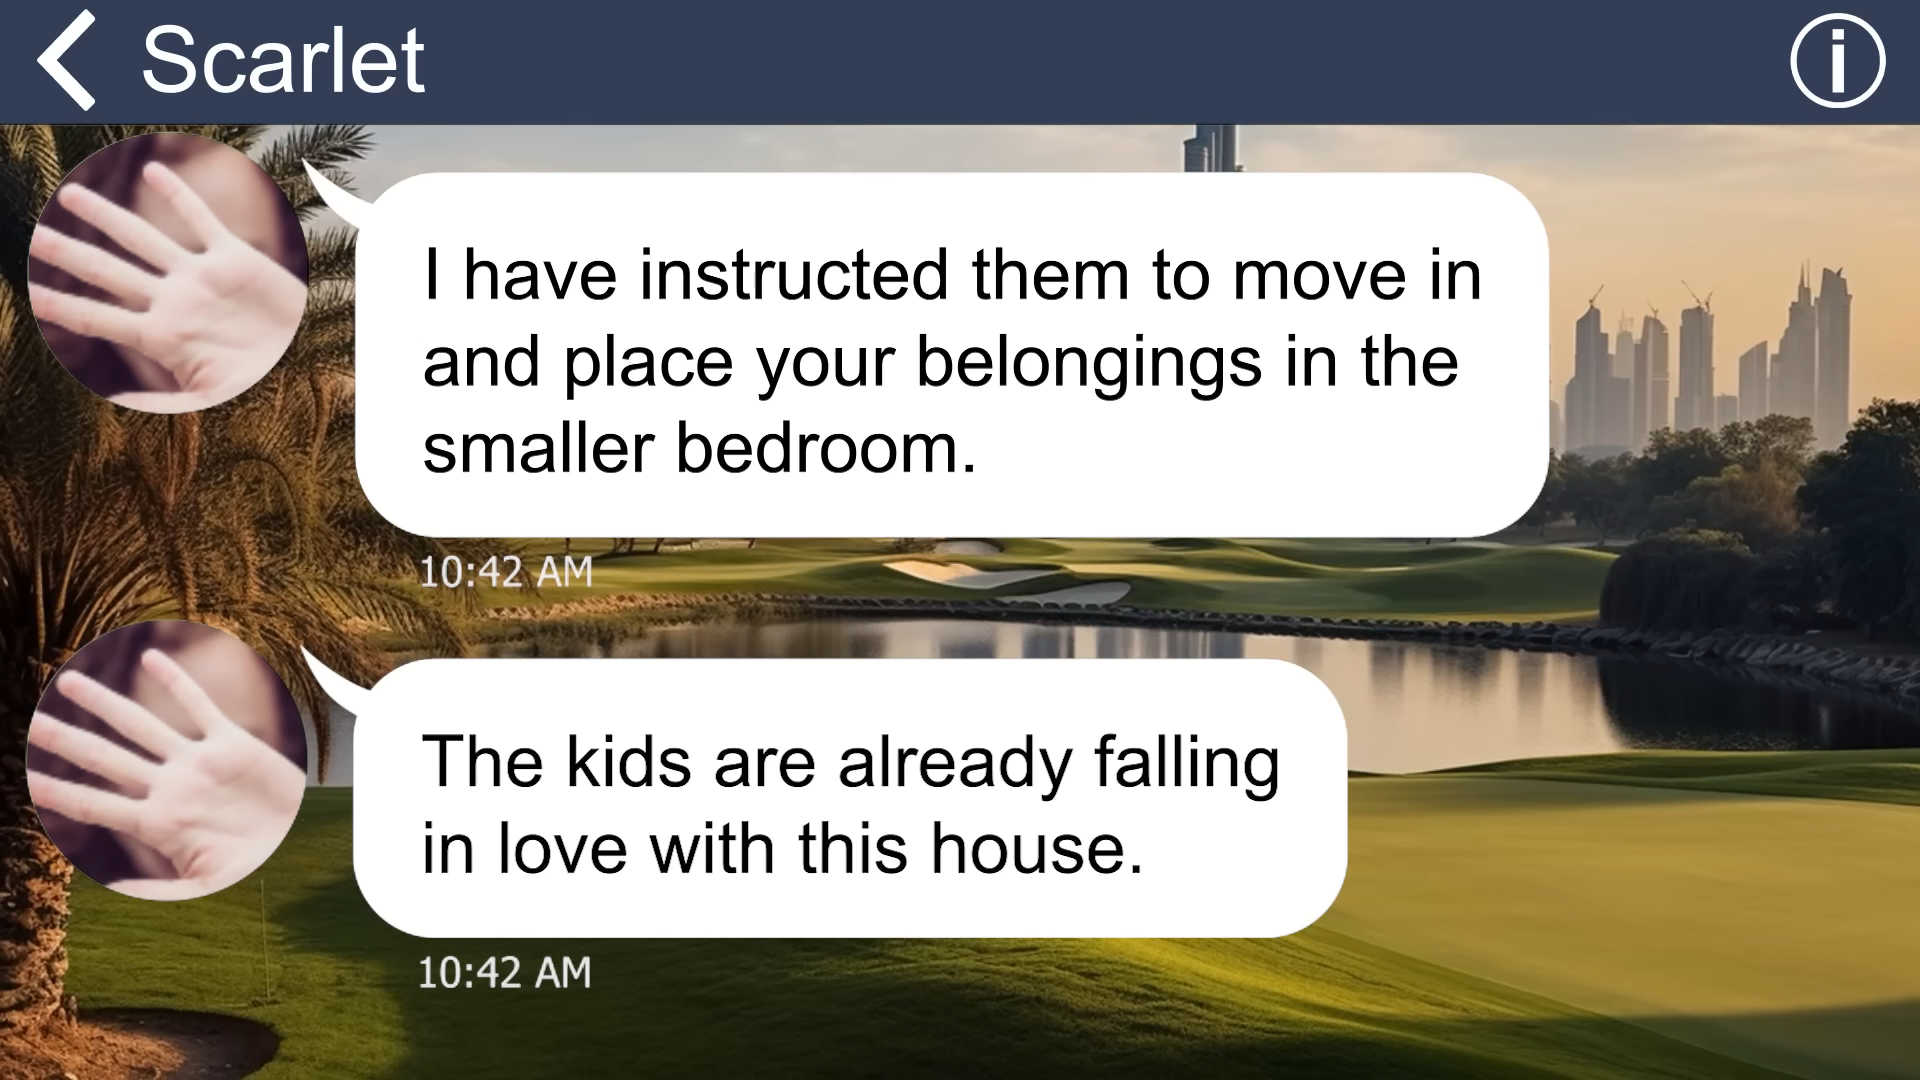 Scarlet
I have instructed them to move in
and place your belongings in the
smaller bedroom.
10:42 AM
The kids are already falling
in love with this house.
10:42 AM